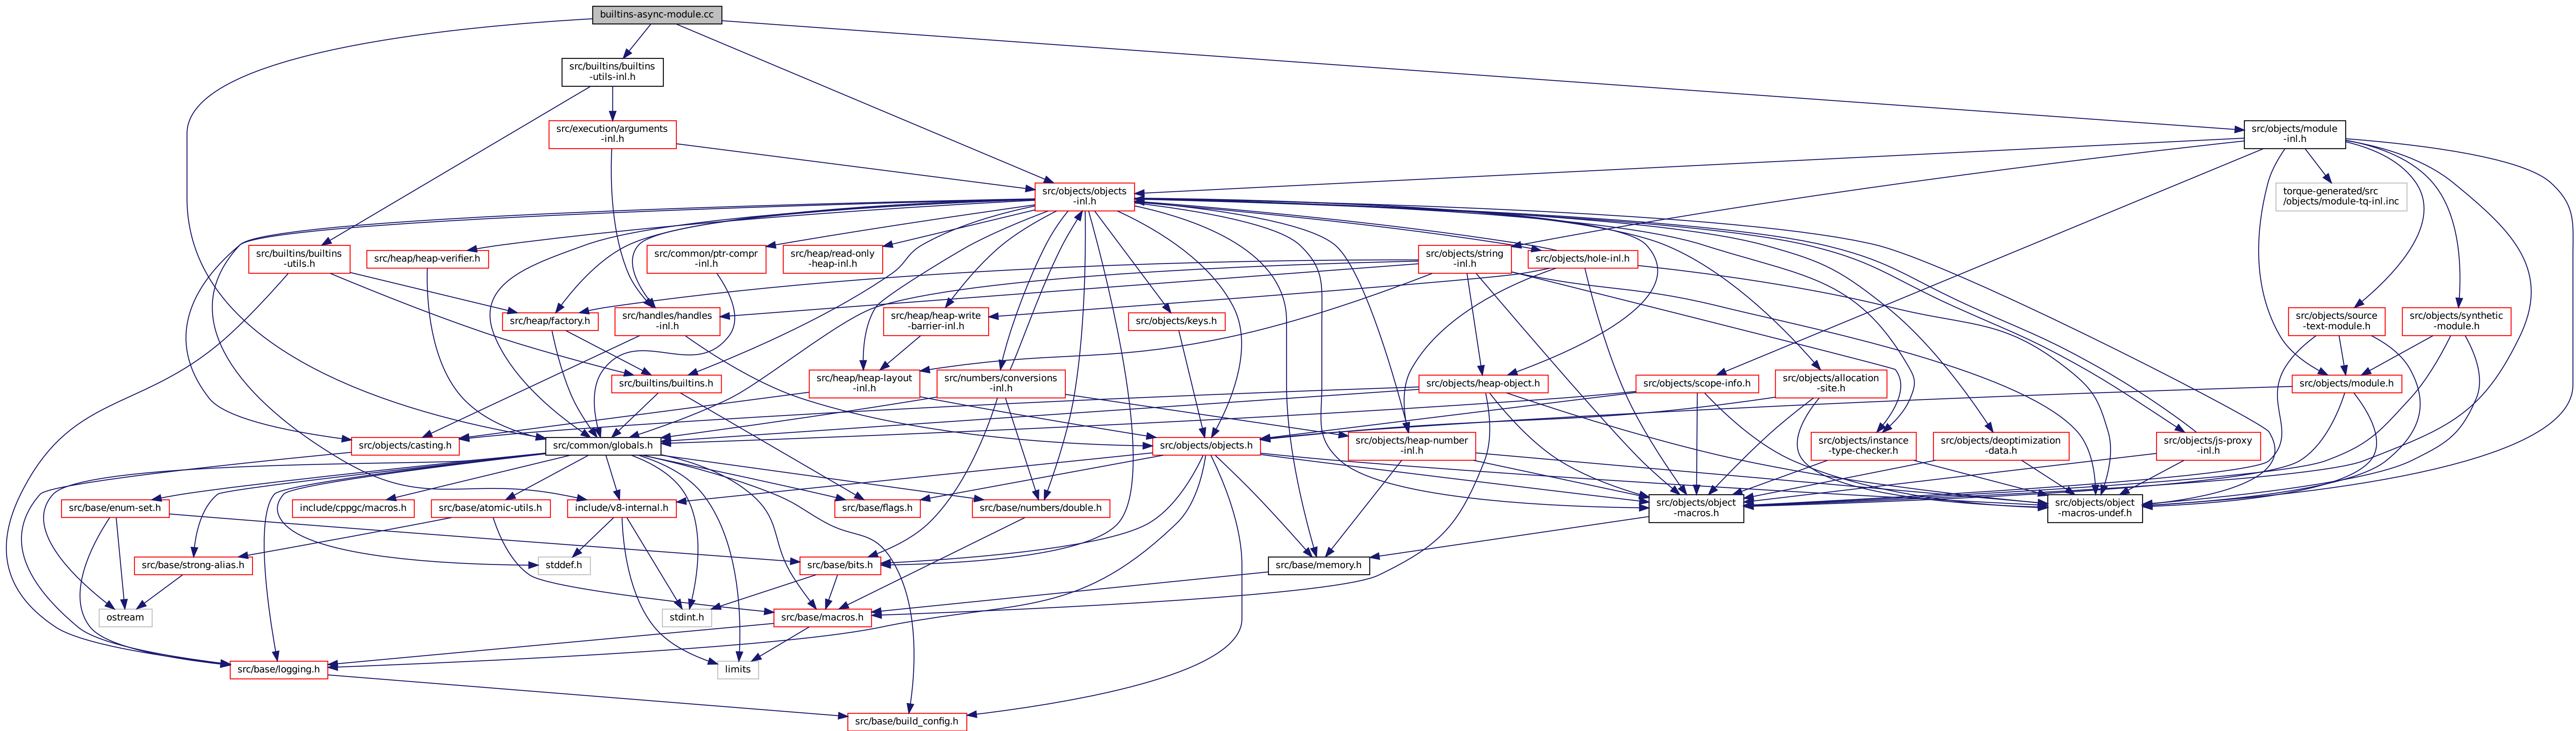 builtins-async-module.cc
src/builtins/builtins
-utils-inl.h
src/execution/arguments
-inl.h
src/objects/module
-inl.h
src/objects/objects
-inl.h
torque-generated/src
/objects/module-tq-inl.inc
src/builtins/builtins
-utils.h
src/heap/heap-verifier.h
src/common/ptr-compr
-inl.h
src/heap/read-only
-heap-inl.h
src/objects/string
-inl.h
src/objects/hole-inl.h
src/heap/factory.h
src/handles/handles
-inl.h
src/heap/heap-write
-barrier-inl.h
src/objects/keys.h
src/objects/source
-text-module.h
src/objects/synthetic
-module.h
src/builtins/builtins.h
src/heap/heap-layout
-inl.h
src/numbers/conversions
-inl.h
src/objects/heap-object.h
src/objects/scope-info.h
src/objects/allocation
-site.h
src/objects/module.h
src/objects/casting.h
src/common/globals.h
src/objects/objects.h
src/objects/heap-number
-inl.h
src/objects/instance
-type-checker.h
src/objects/deoptimization
-data.h
src/objects/js-proxy
-inl.h
src/base/enum-set.h
include/cppgc/macros.h
src/base/atomic-utils.h
include/v8-internal.h
src/base/flags.h
src/base/numbers/double.h
src/objects/object
-macros.h
src/objects/object
-macros-undef.h
src/base/strong-alias.h
stddef.h
src/base/bits.h
src/base/memory.h
ostream
stdint.h
src/base/macros.h
src/base/logging.h
limits
src/base/build_config.h